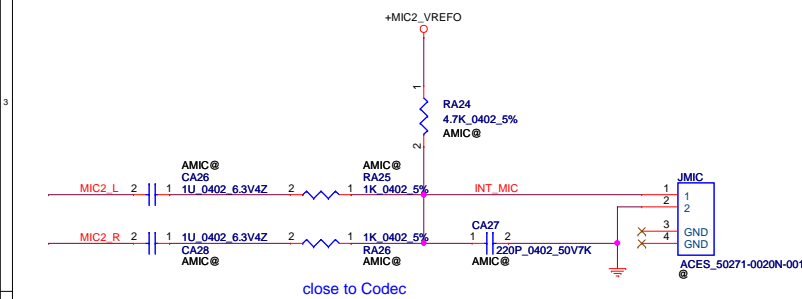 +MIC2_VREFO
3
1
RA24
4.7K_0402_5%
AMIC@
2
AMIC@
CA26
1U_0402_6.3V4Z
AMIC@
RA25
1K_0402_5%
JMIC
MIC2_L
2
1
2
1
INT_MIC
1
1
2
2
MIC2_R
2
1
1U_0402_6.3V4Z
CA28
AMIC@
2
1
1K_0402_5%
RA26
AMIC@
CA27
1
2
220P_0402_50V7K
AMIC@
3
GND
4
GND
ACES_50271-0020N-001
@
close to Codec